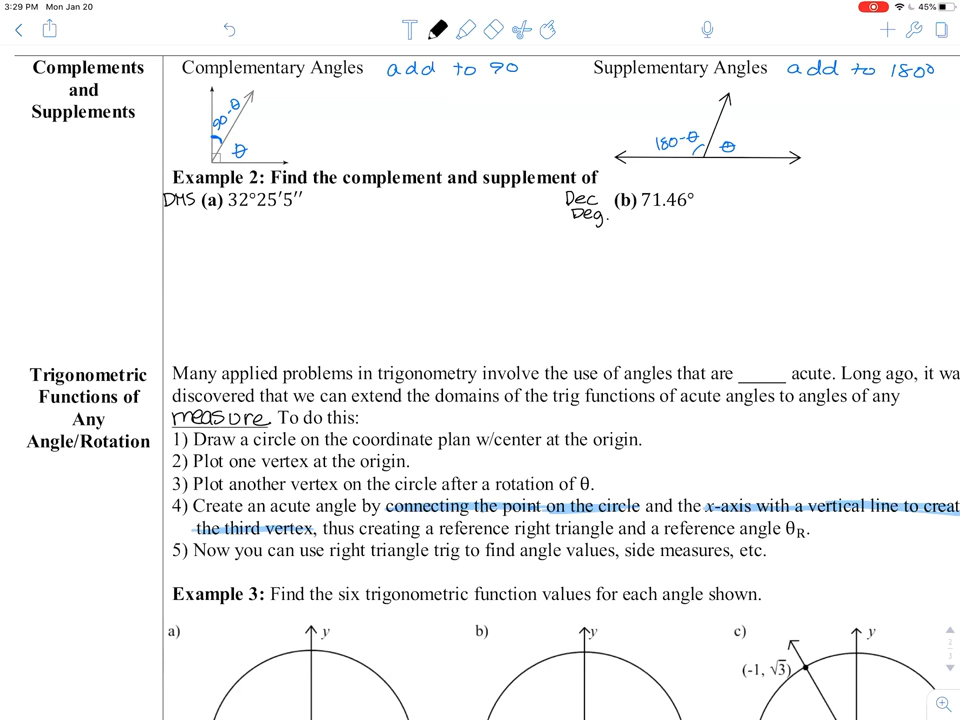 3:29 PM Mon Jan 20
45%
Complements and Supplements
Complementary Angles add to 90
Supplementary Angles add to 180
90-θ
θ
180-θ
θ
Example 2: Find the complement and supplement of
DMS (a) 32°25′5′′
Dec Deg. (b) 71.46°
Trigonometric Functions of Any Angle/Rotation
Many applied problems in trigonometry involve the use of angles that are _____ acute. Long ago, it wa
discovered that we can extend the domains of the trig functions of acute angles to angles of any
measure. To do this:
1) Draw a circle on the coordinate plan w/center at the origin.
2) Plot one vertex at the origin.
3) Plot another vertex on the circle after a rotation of θ.
4) Create an acute angle by connecting the point on the circle and the x-axis with a vertical line to creat
the third vertex, thus creating a reference right triangle and a reference angle θR.
5) Now you can use right triangle trig to find angle values, side measures, etc.
Example 3: Find the six trigonometric function values for each angle shown.
a)
y
b)
y
c)
y
(-1, √3)
2
3